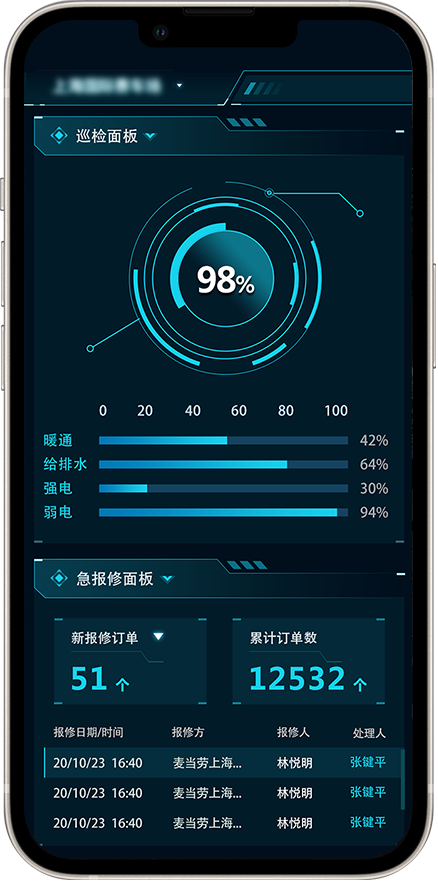 巡检面板
98%
0 20 40 60 80 100
暖通 42%
给排水 64%
强电 30%
弱电 94%
急报修面板
新报修订单 累计订单数
51 个 12532 个
报修日期/时间 报修方 报修人 处理人
20/10/23 16:40 麦当劳上海... 林悦明 张键平
20/10/23 16:40 麦当劳上海... 林悦明 张键平
20/10/23 16:40 麦当劳上海... 林悦明 张键平